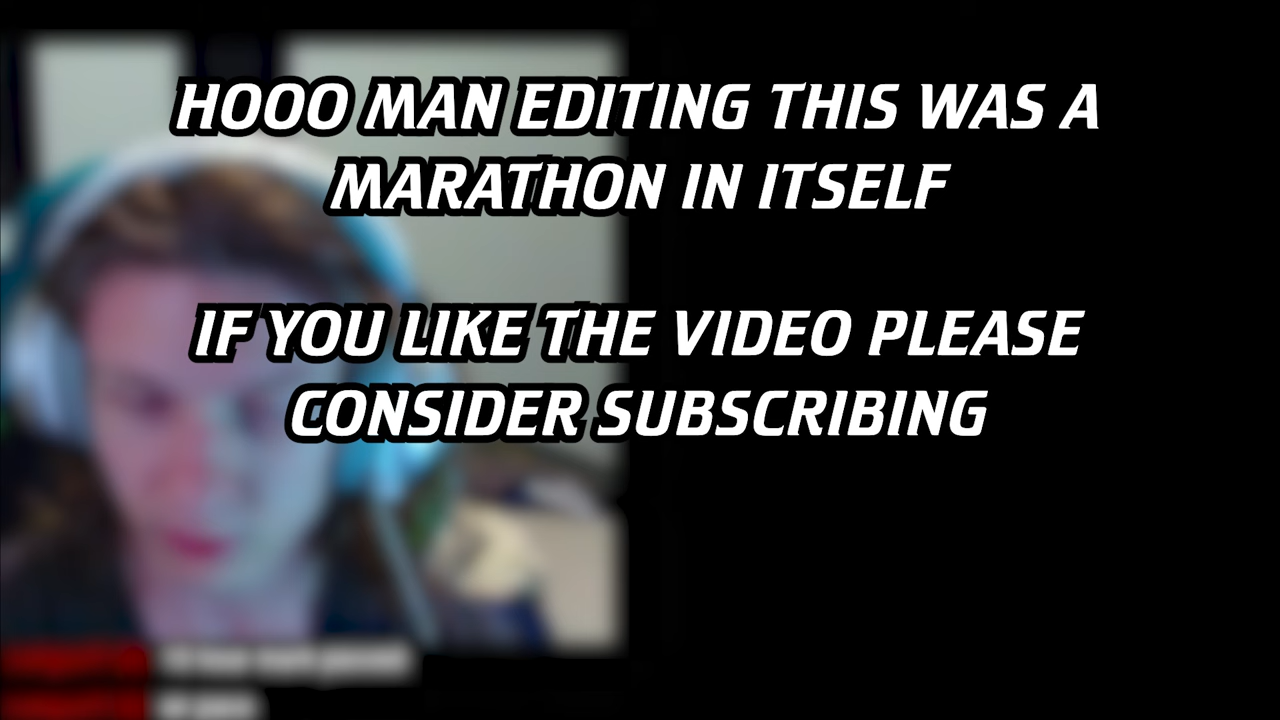 HOOO MAN EDITING THIS WAS A
MARATHON IN ITSELF
IF YOU LIKE THE VIDEO PLEASE
CONSIDER SUBSCRIBING